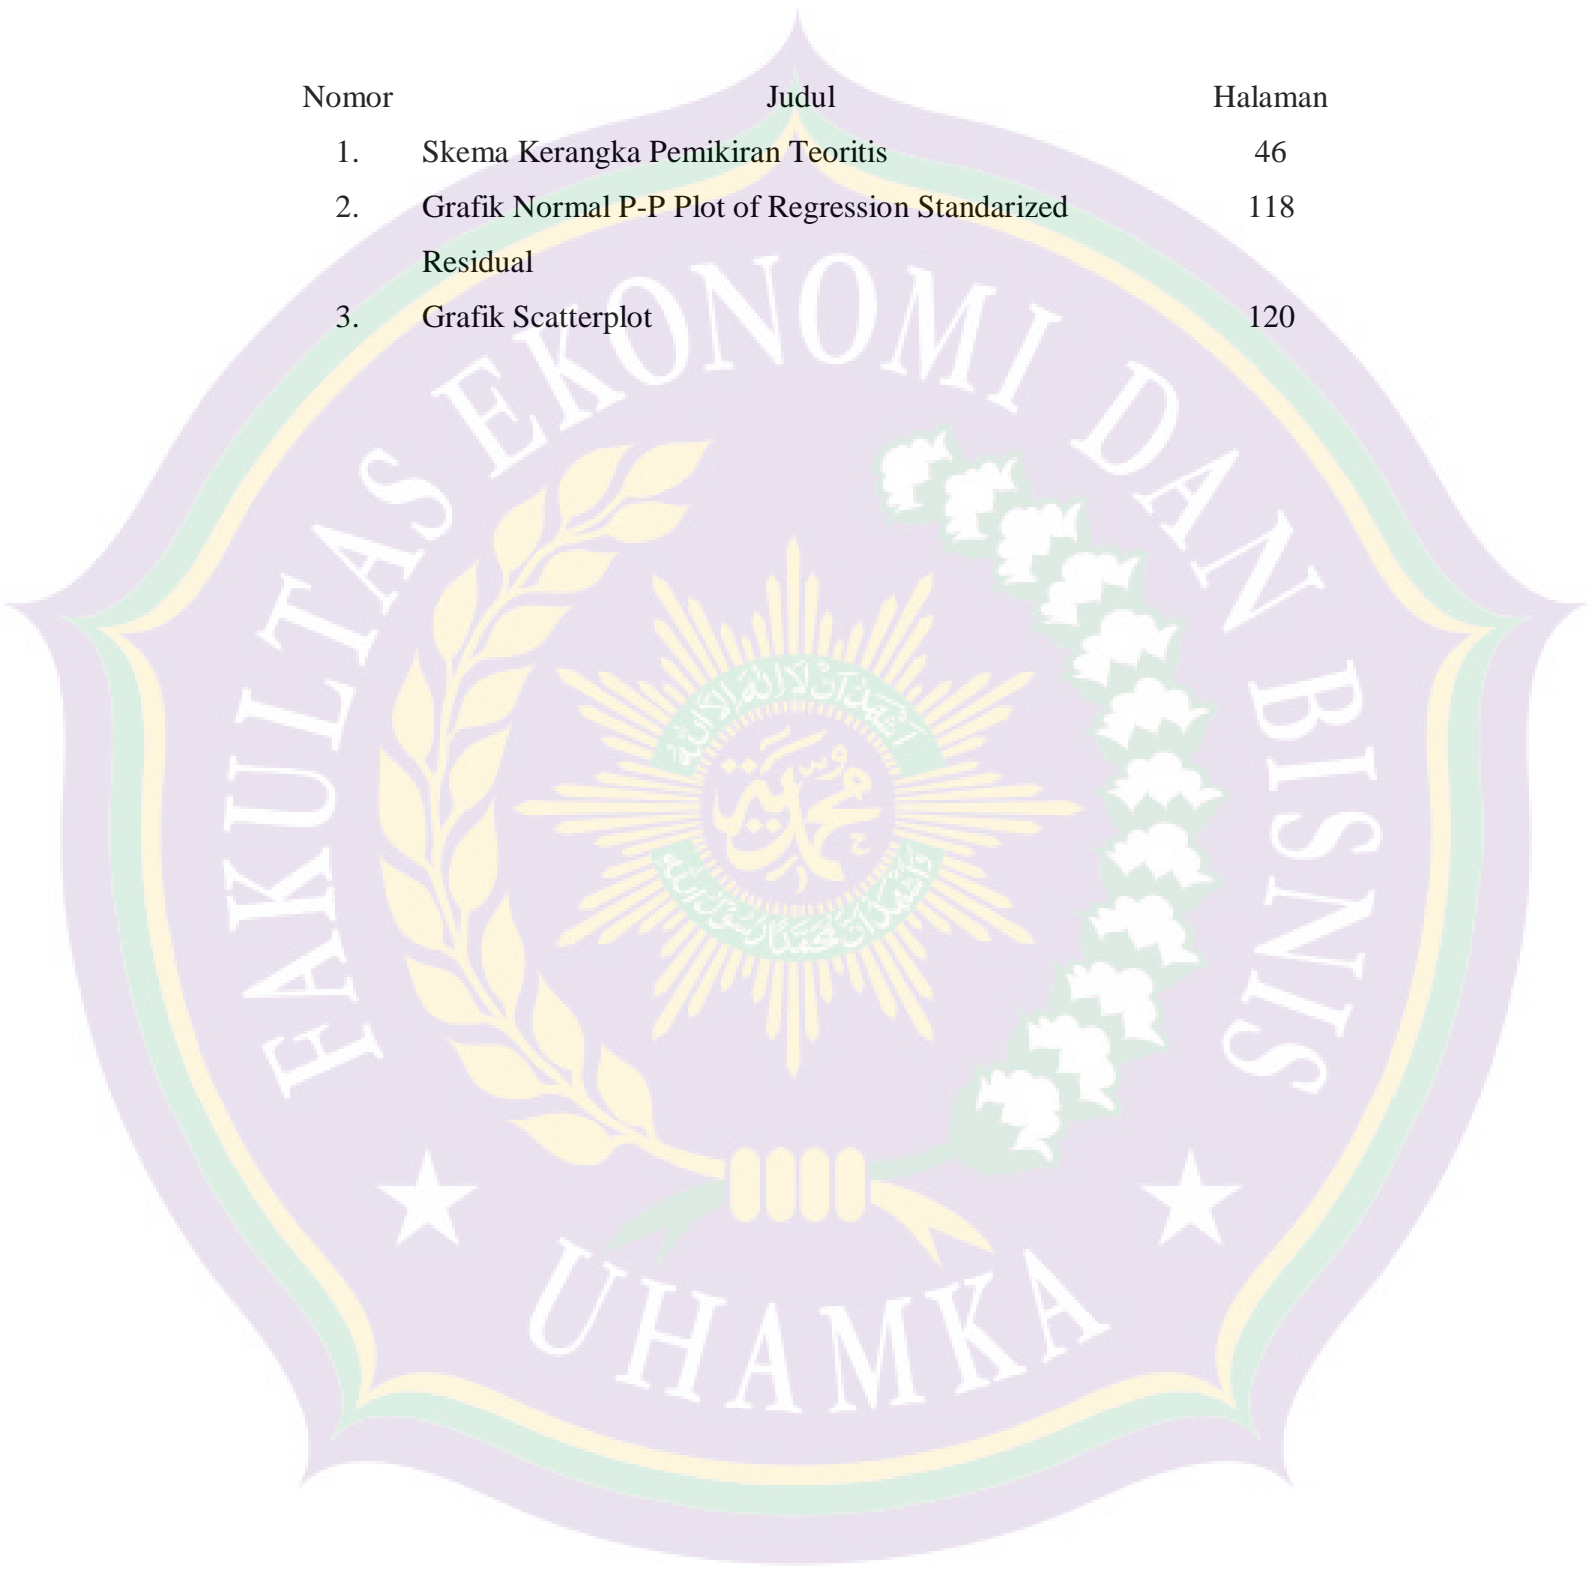 Nomor Judul Halaman
1. Skema Kerangka Pemikiran Teoritis 46
2. Grafik Normal P-P Plot of Regression Standarized 118
Residual
3. Grafik Scatterplot 120
FAKULTAS EKONOMI DAN BISNIS
محمدية
UHAMKA